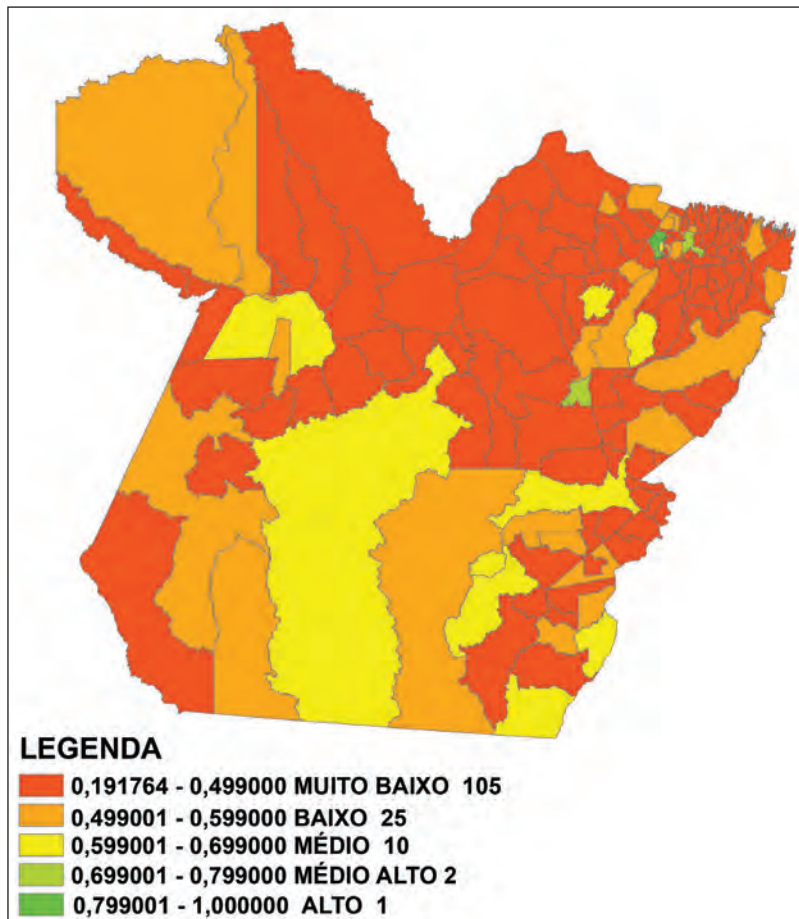 LEGENDA
0,191764 - 0,499000 MUITO BAIXO 105
0,499001 - 0,599000 BAIXO 25
0,599001 - 0,699000 MÉDIO 10
0,699001 - 0,799000 MÉDIO ALTO 2
0,799001 - 1,000000 ALTO 1